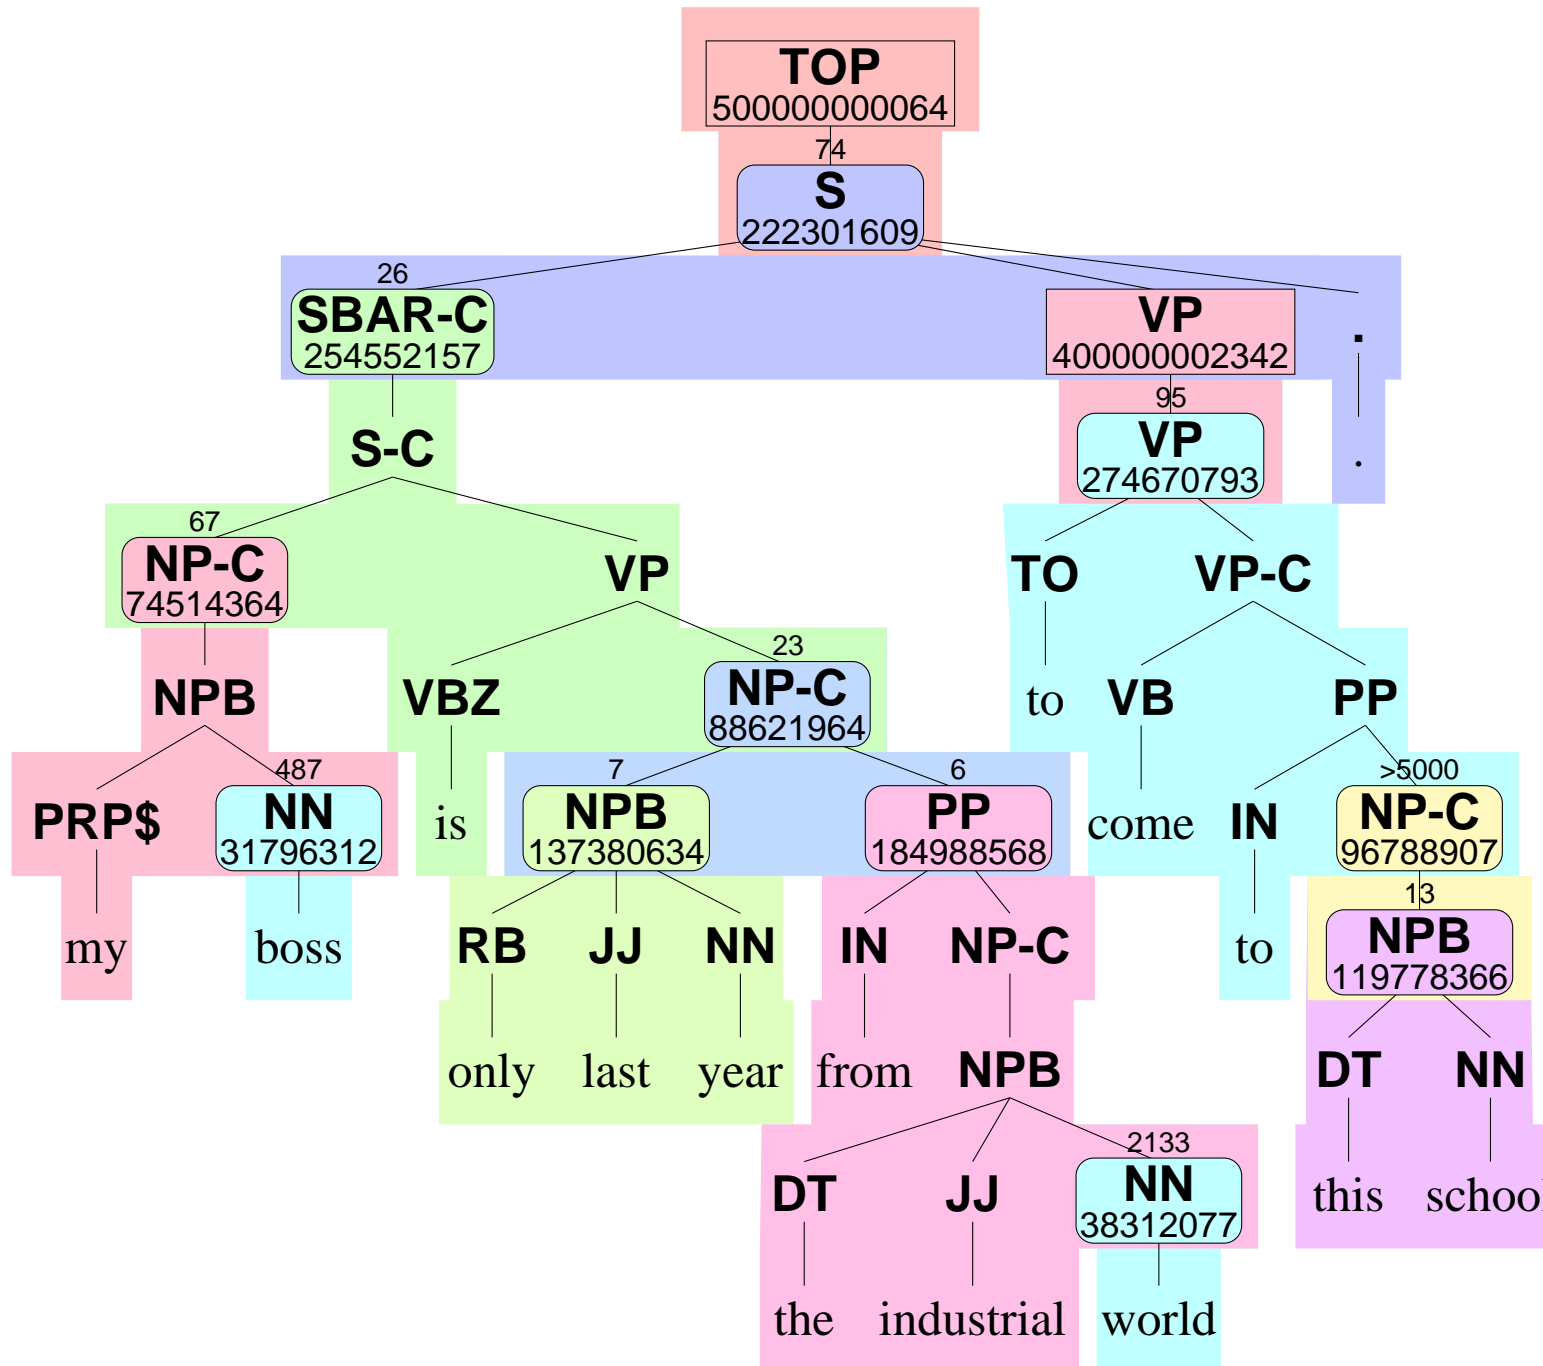 TOP
500000000064
74
S
222301609
26
SBAR-C VP .
254552157 400000002342
95
S-C VP .
274670793
67
NP-C VP TO VP-C
74514364
23
NPB VBZ NP-C to VB PP
88621964
487 7 6 >5000
PRP$ NN is NPB PP come IN NP-C
31796312 137380634 184988568 96788907
13
my boss RB JJ NN IN NP-C to NPB
119778366
only last year from NPB DT NN
2133
DT JJ NN this school
38312077
the industrial world